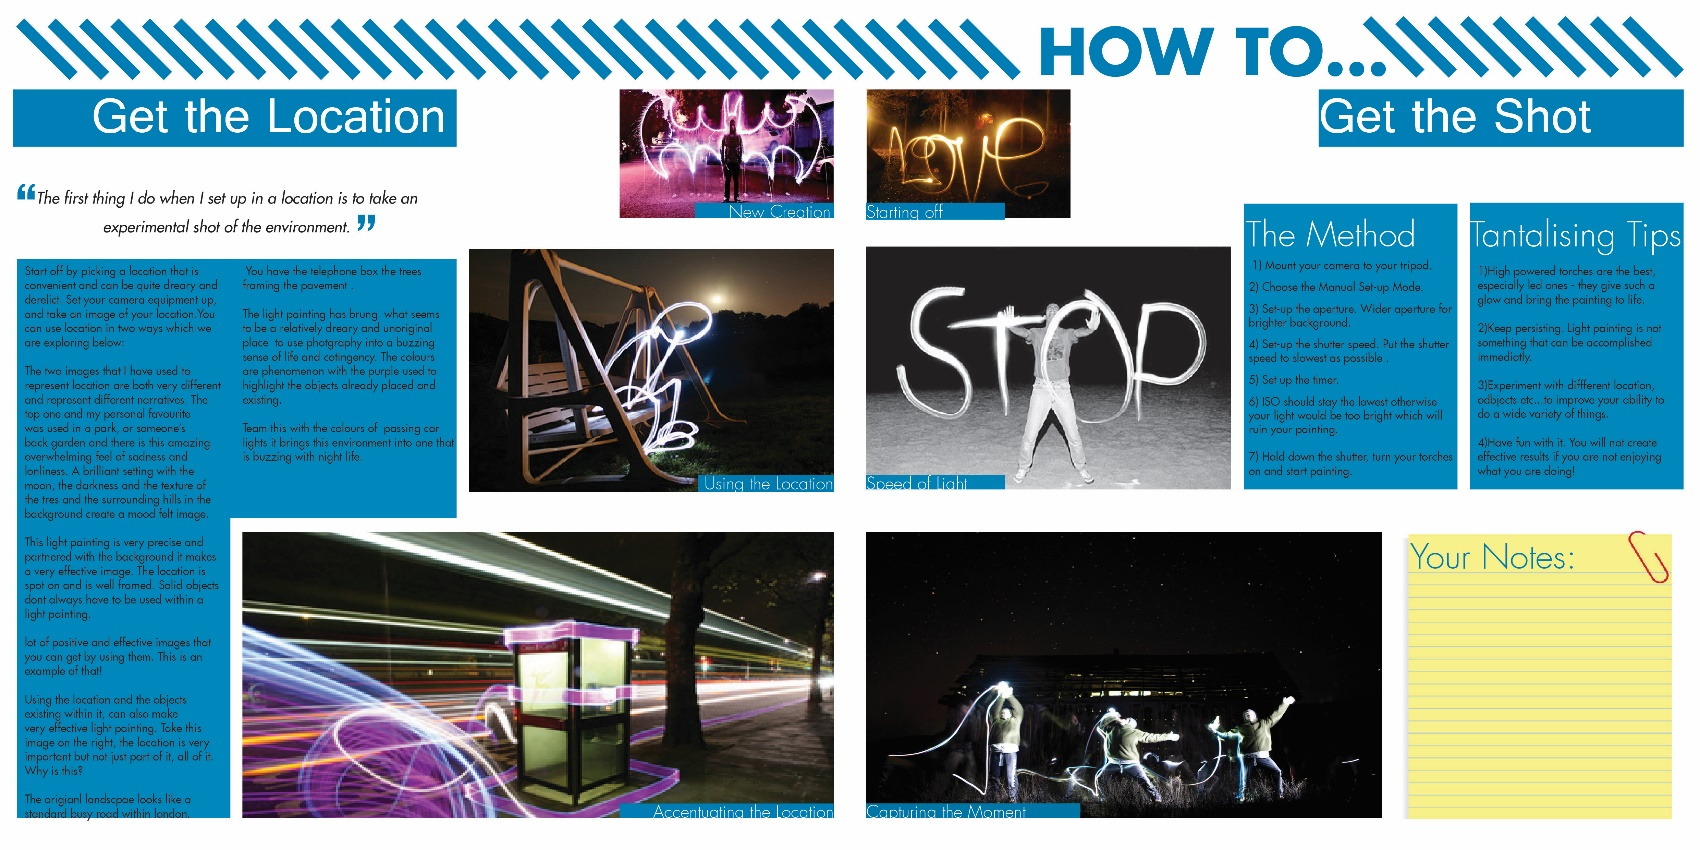 HOW TO...
Get the Location
“The first thing I do when I set up in a location is to take an
experimental shot of the environment. ”
Start off by picking a location that is
convenient and can be quite dreary and
derelict. Set your camera equipment up,
and take an image of your location.You
can use location in two ways which we
are exploring below:
The two images that I have used to
represent location are both very different
and represent different narratives. The
top one and my personal favourite
was used in a park, or someone's
back garden and there is this amazing
overwhelming feel of sadness and
lonliness. A brilliant setting with the
moon, the darkness and the texture of
the tres and the surrounding hills in the
background create a mood felt image.
This light painting is very precise and
partnered with the background it makes
a very effective image. The location is
spot on and is well framed. Solid objects
dont always have to be used within a
light painting.
lot of positive and effective images that
you can get by using them. This is an
example of that!
Using the location and the objects
existing within it, can also make
very effective light painting. Take this
image on the right, the location is very
important but not just part of it, all of it.
Why is this?
The origianl landscpae looks like a
standard busy road within london.
You have the telephone box the trees
framing the pavement .
The light painting has brung what seems
to be a relatively dreary and unoriginal
place to use photgraphy into a buzzing
sense of life and cotingency. The colours
are phenomon with the purple used to
highlight the objects already placed and
existing.
Team this with the colours of passing car
lights it brings this environment into one that
is buzzing with night life.
New Creation
Using the Location
Accentuating the Location
LOVE
Starting off
STOP
Speed of Light
Capturing the Moment
Get the Shot
The Method
1) Mount your camera to your tripod.
2) Choose the Manual Set-up Mode.
3) Set-up the aperture. Wider aperture for
brighter background.
4) Set-up the shutter speed. Put the shutter
speed to slowest as possible .
5) Set up the timer.
6) ISO should stay the lowest otherwise
your light would be too bright which will
ruin your painting.
7) Hold down the shutter, turn your torches
on and start painting.
Tantalising Tips
1)High powered torches are the best,
especially led ones - they give such a
glow and bring the painting to life.
2)Keep persisting. Light painting is not
something that can be accomplished
immediatly.
3)Experiment with diffferent location,
odbjects etc...to improve your ability to
do a wide variety of things.
4)Have fun with it. You will not create
effective results if you are not enjoying
what you are doing!
Your Notes: